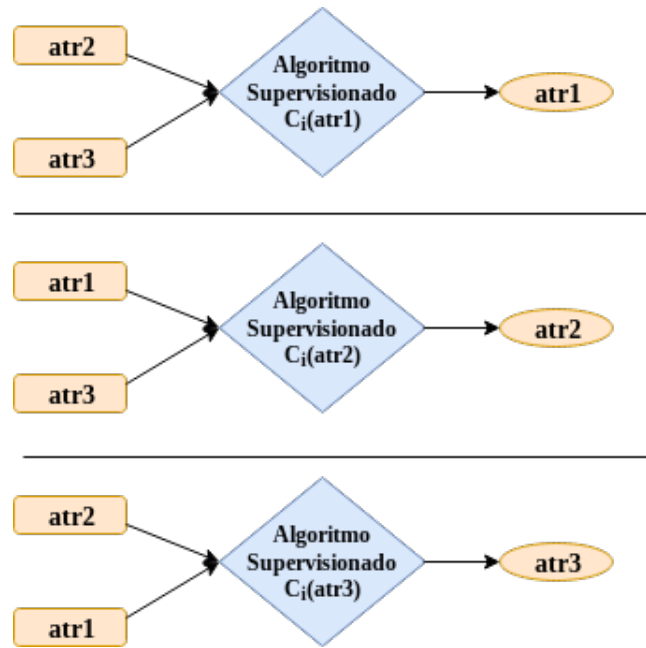 atr2
atr3
Algoritmo
Supervisionado
Cᵢ(atr1)
atr1
atr1
atr3
Algoritmo
Supervisionado
Cᵢ(atr2)
atr2
atr2
atr1
Algoritmo
Supervisionado
Cᵢ(atr3)
atr3